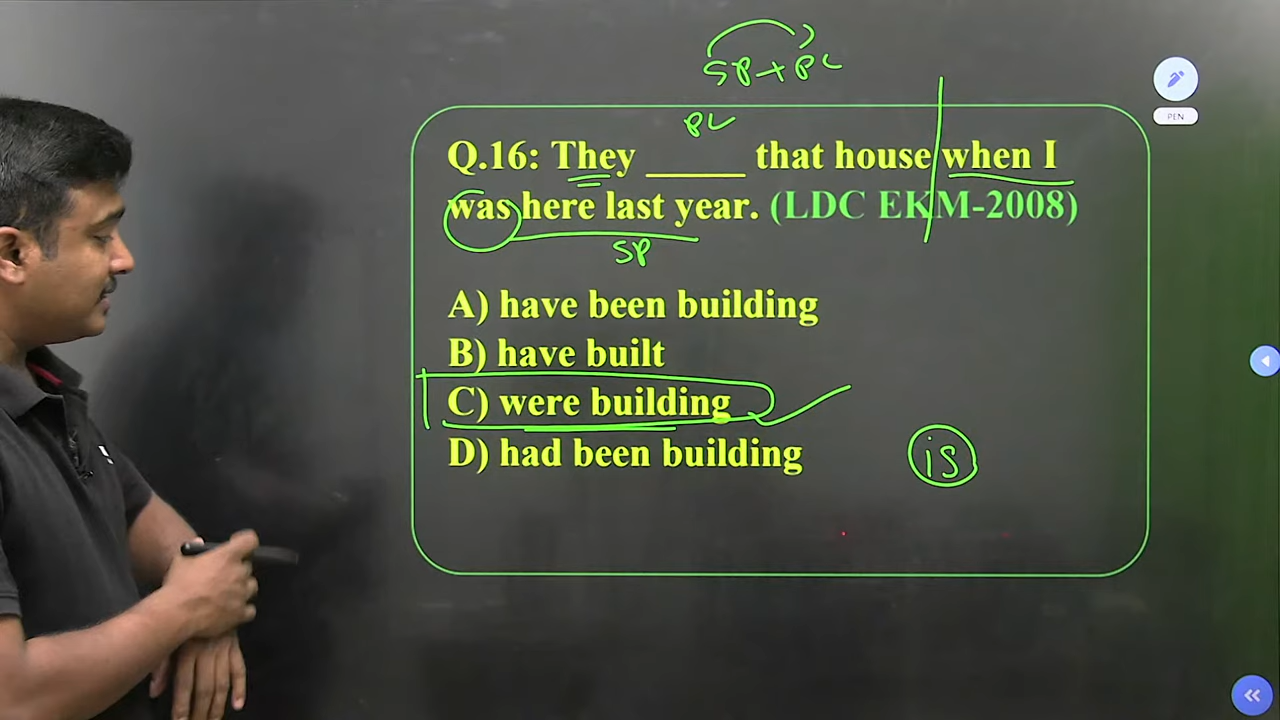 SP + PC
PC
PEN
Q.16: They _____ that house when I
was here last year. (LDC EKM-2008)
SP
A) have been building
B) have built
C) were building
D) had been building
is